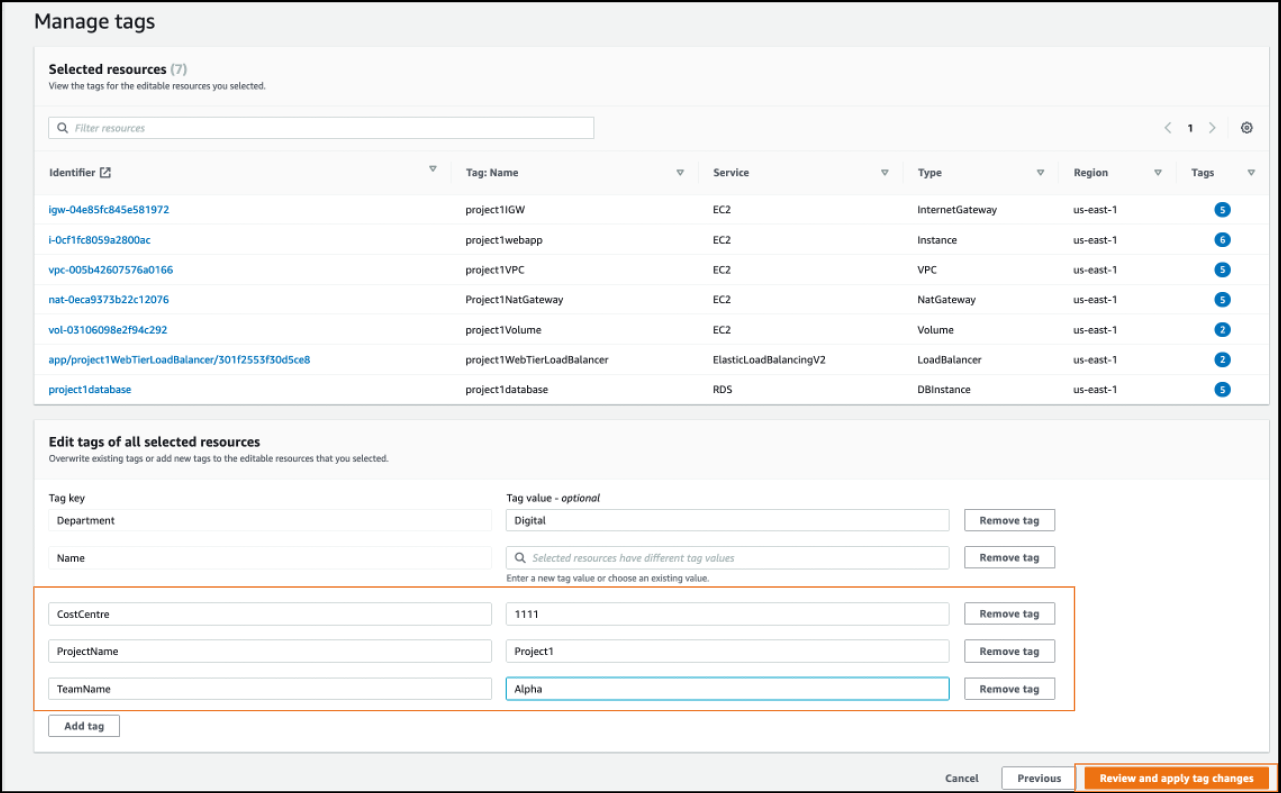 Manage tags
Selected resources (7)
View the tags for the editable resources you selected.
Filter resources
1
Identifier Tag: Name Service Type Region Tags
igw-04e85fc845e581972 project1IGW EC2 InternetGateway us-east-1 5
i-0cf1fc8059a2800ac project1webapp EC2 Instance us-east-1 6
vpc-005b42607576a0166 project1VPC EC2 VPC us-east-1 5
nat-0eca9373b22c12076 Project1NatGateway EC2 NatGateway us-east-1 5
vol-03106098e2f94c292 project1Volume EC2 Volume us-east-1 2
app/project1WebTierLoadBalancer/301f2553f30d5ce8 project1WebTierLoadBalancer ElasticLoadBalancingV2 LoadBalancer us-east-1 2
project1database project1database RDS DBInstance us-east-1 5
Edit tags of all selected resources
Overwrite existing tags or add new tags to the editable resources that you selected.
Tag key Tag value - optional
Department Digital Remove tag
Name Selected resources have different tag values Remove tag
Enter a new tag value or choose an existing value.
CostCentre 1111 Remove tag
ProjectName Project1 Remove tag
TeamName Alpha Remove tag
Add tag
Cancel Previous Review and apply tag changes